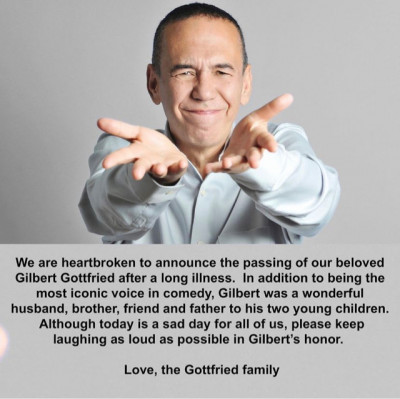 We are heartbroken to announce the passing of our beloved
Gilbert Gottfried after a long illness.  In addition to being the
most iconic voice in comedy, Gilbert was a wonderful
husband, brother, friend and father to his two young children.
Although today is a sad day for all of us, please keep
laughing as loud as possible in Gilbert's honor.
Love, the Gottfried family